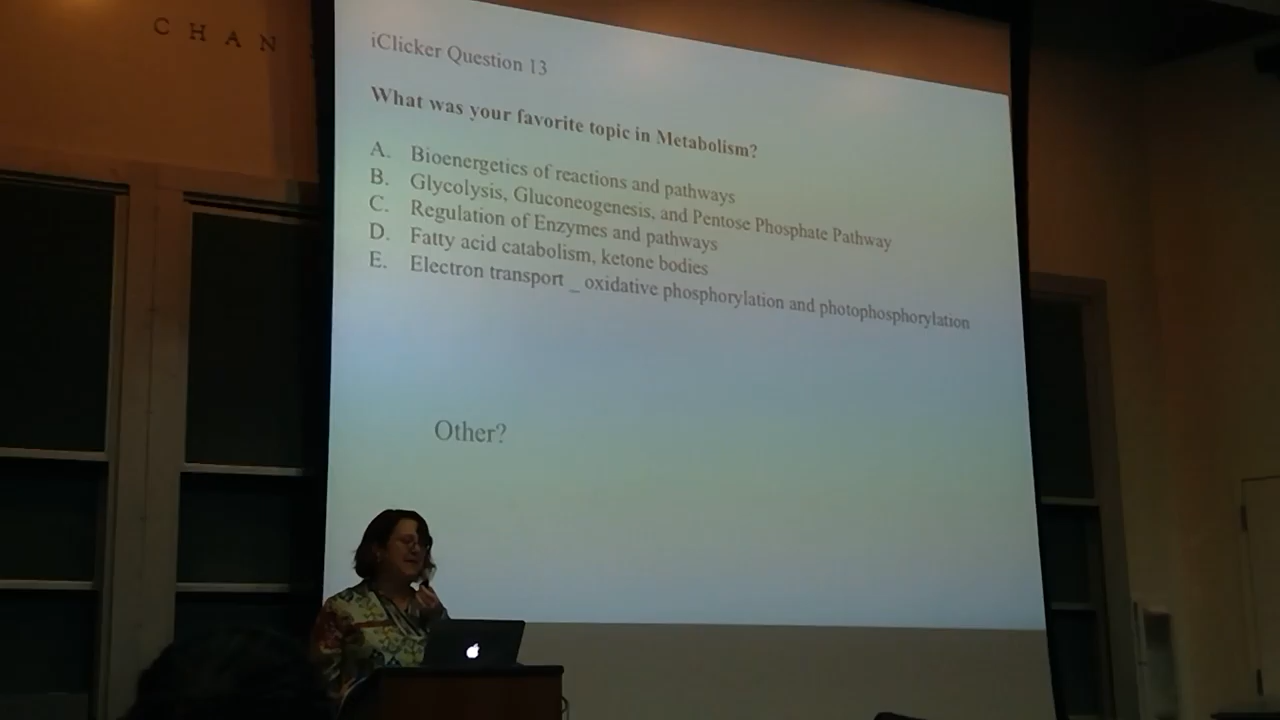 CHAN
iClicker Question 13
What was your favorite topic in Metabolism?
A. Bioenergetics of reactions and pathways
B. Glycolysis, Gluconeogenesis, and Pentose Phosphate Pathway
C. Regulation of Enzymes and pathways
D. Fatty acid catabolism, ketone bodies
E. Electron transport _ oxidative phosphorylation and photophosphorylation
Other?